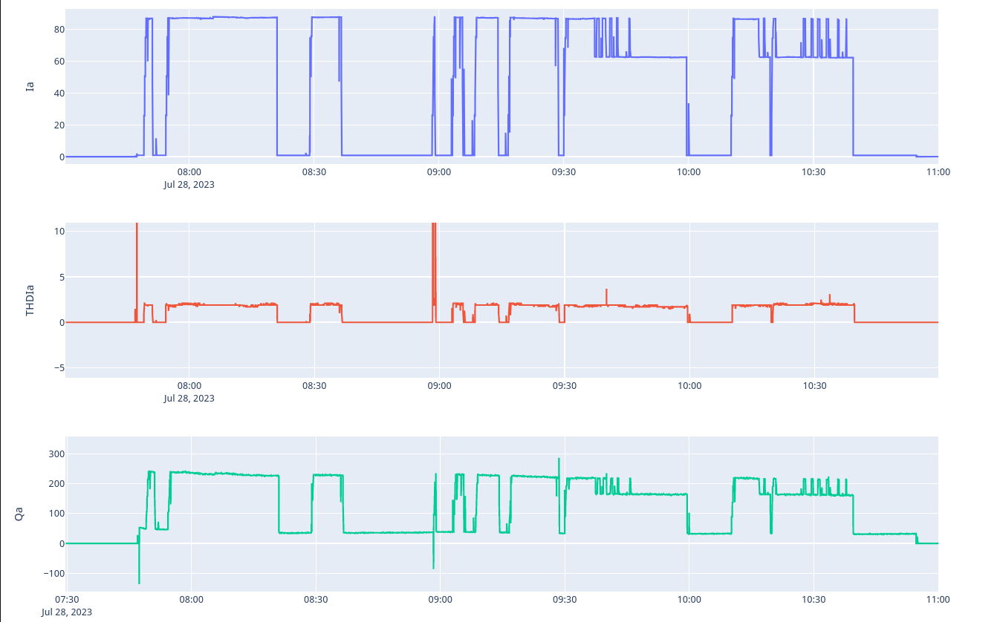 Ia
80
60
40
20
0
08:00 08:30 09:00 09:30 10:00 10:30 11:00
Jul 28, 2023
THDIa
10
5
0
−5
08:00 08:30 09:00 09:30 10:00 10:30
Jul 28, 2023
Qa
300
200
100
0
−100
07:30 08:00 08:30 09:00 09:30 10:00 10:30 11:00
Jul 28, 2023